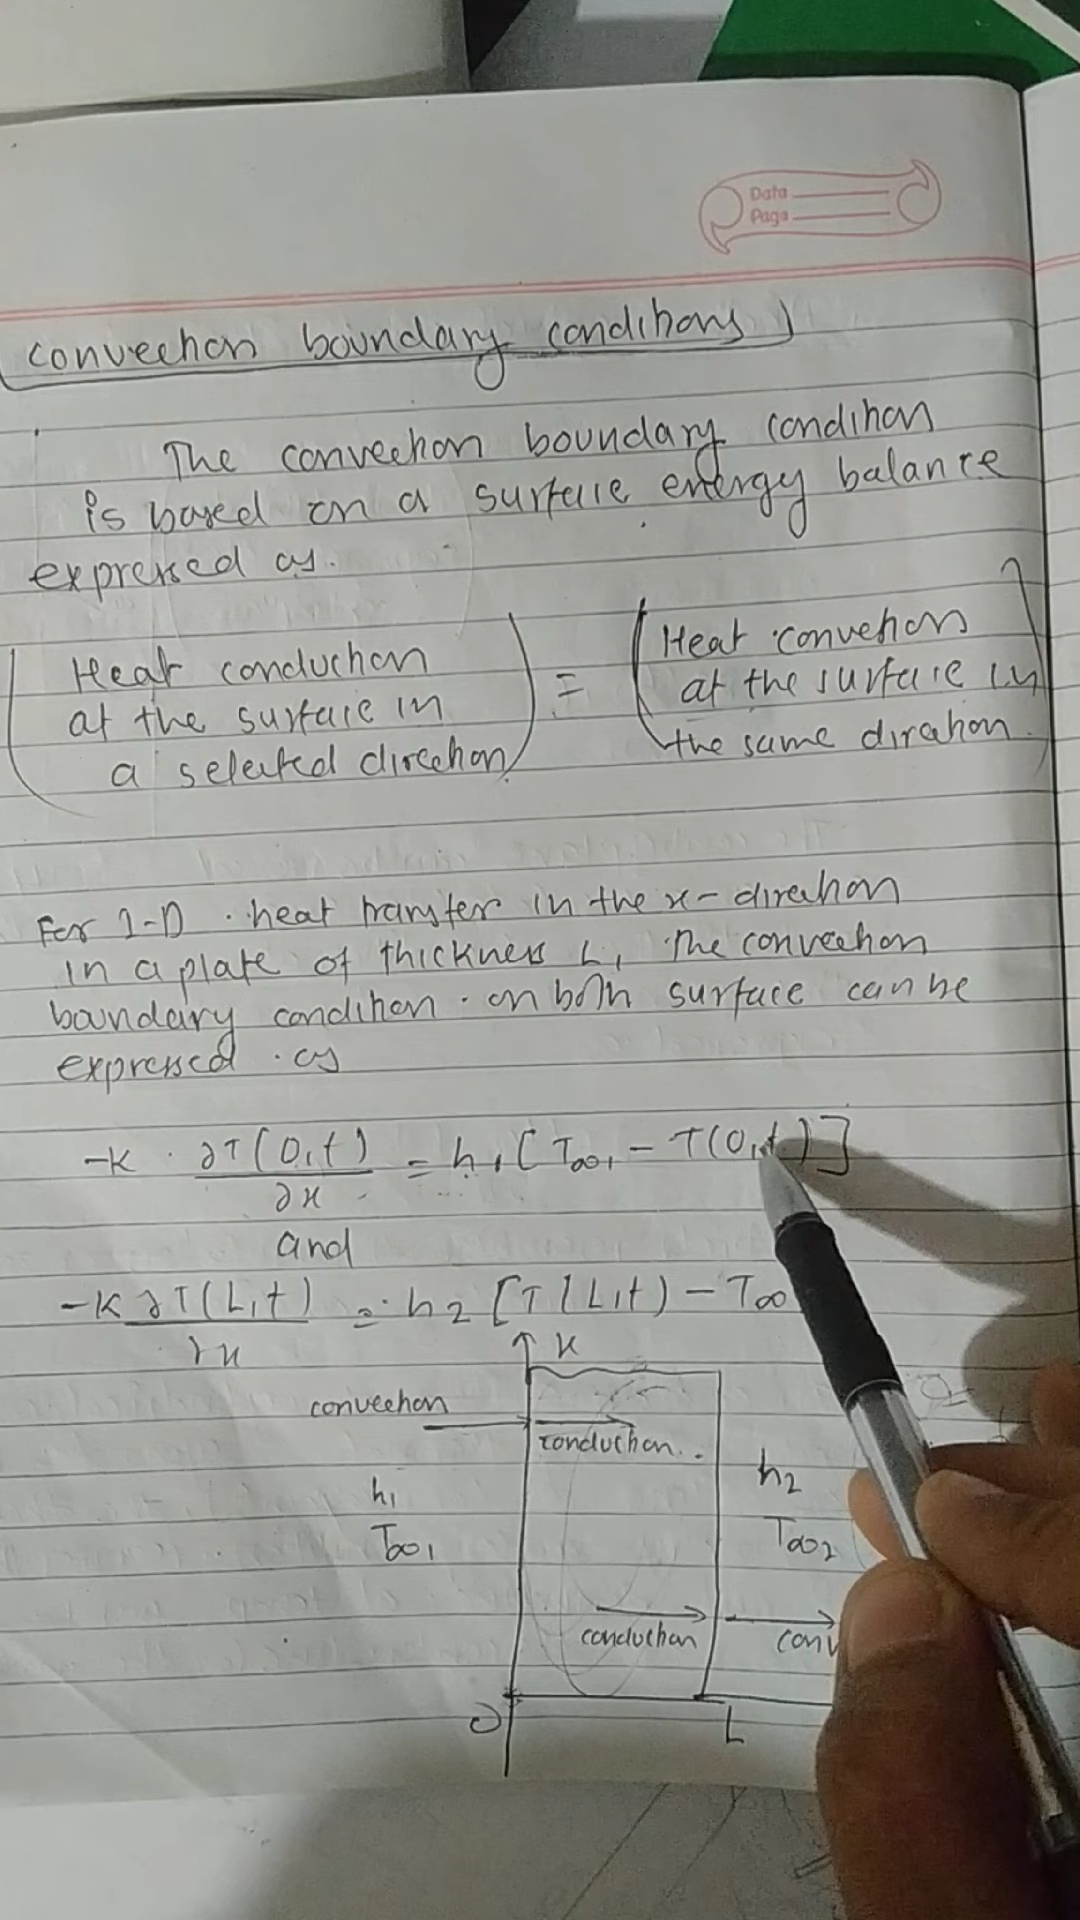 Data
Page
Convection boundary conditions
The convection boundary condition
is based on a surface energy balance
expressed as.
Heat conduction
at the surface in
a selected direction
=
Heat convection
at the surface in
the same direction.
For 1-D heat transfer in the x-direction
in a plate of thickness L, The convection
boundary condition on both surface can be
expressed as
-K ∂T(0,t)/∂x = h1 [T∞1 - T(0,t)]
and
-K ∂T(L,t)/∂x = h2 [T(L,t) - T∞
x
convection
conduction
h1
T∞1
h2
T∞2
conduction
conv
0
L